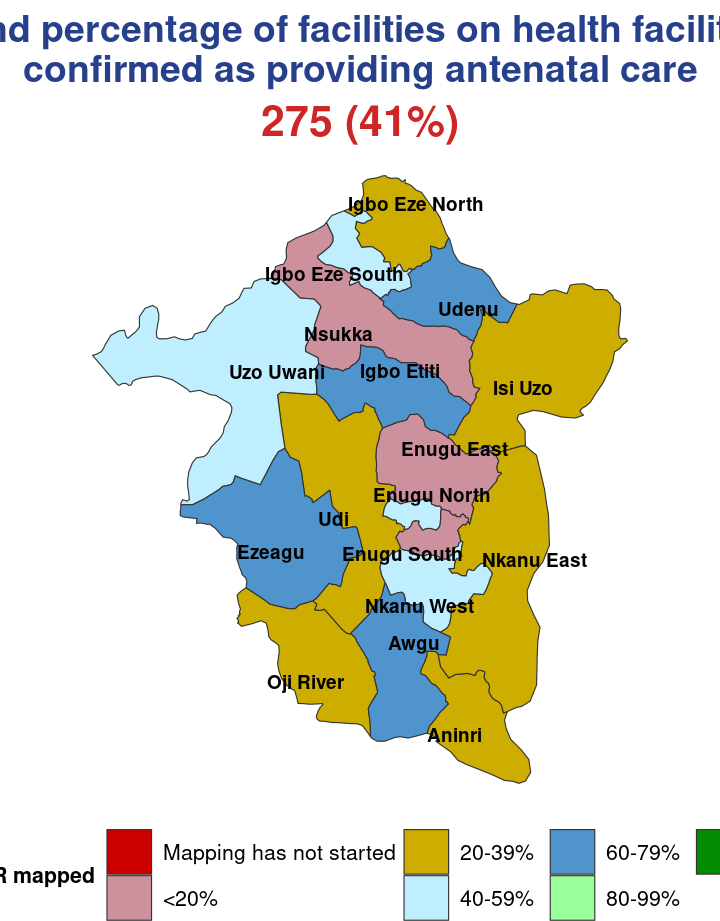 percentage of facilities on health
confirmed as providing antenatal care
275 (41%)
Igbo Eze North
Igbo Eze South
Udenu
Nsukka
Uzo Uwani
Igbo Etiti
Isi Uzo
Enugu East
Enugu North
Udi
Ezeagu
Enugu South
Nkanu East
Nkanu West
Awgu
Oji River
Aninri
mapped
Mapping has not started
20-39%
60-79%
<20%
40-59%
80-99%